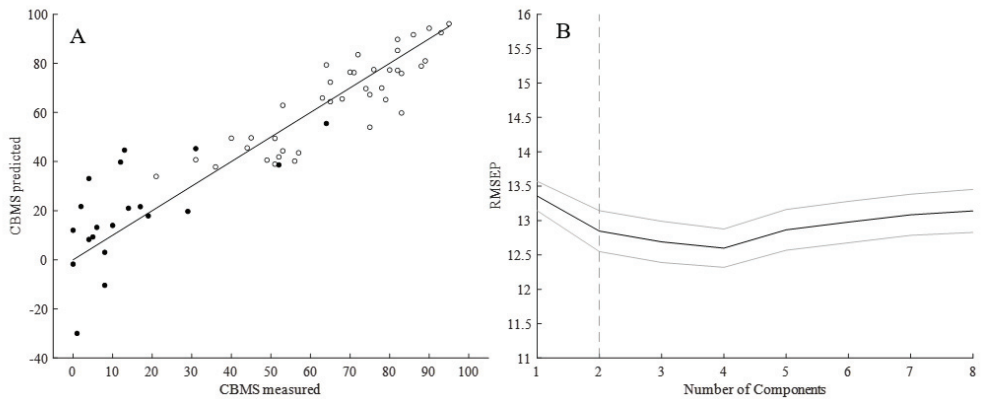 A
100
80
60
40
20
0
-20
-40
CBMS predicted
0 10 20 30 40 50 60 70 80 90 100
CBMS measured
B
16
15.5
15
14.5
14
13.5
13
12.5
12
11.5
11
RMSEP
1 2 3 4 5 6 7 8
Number of Components